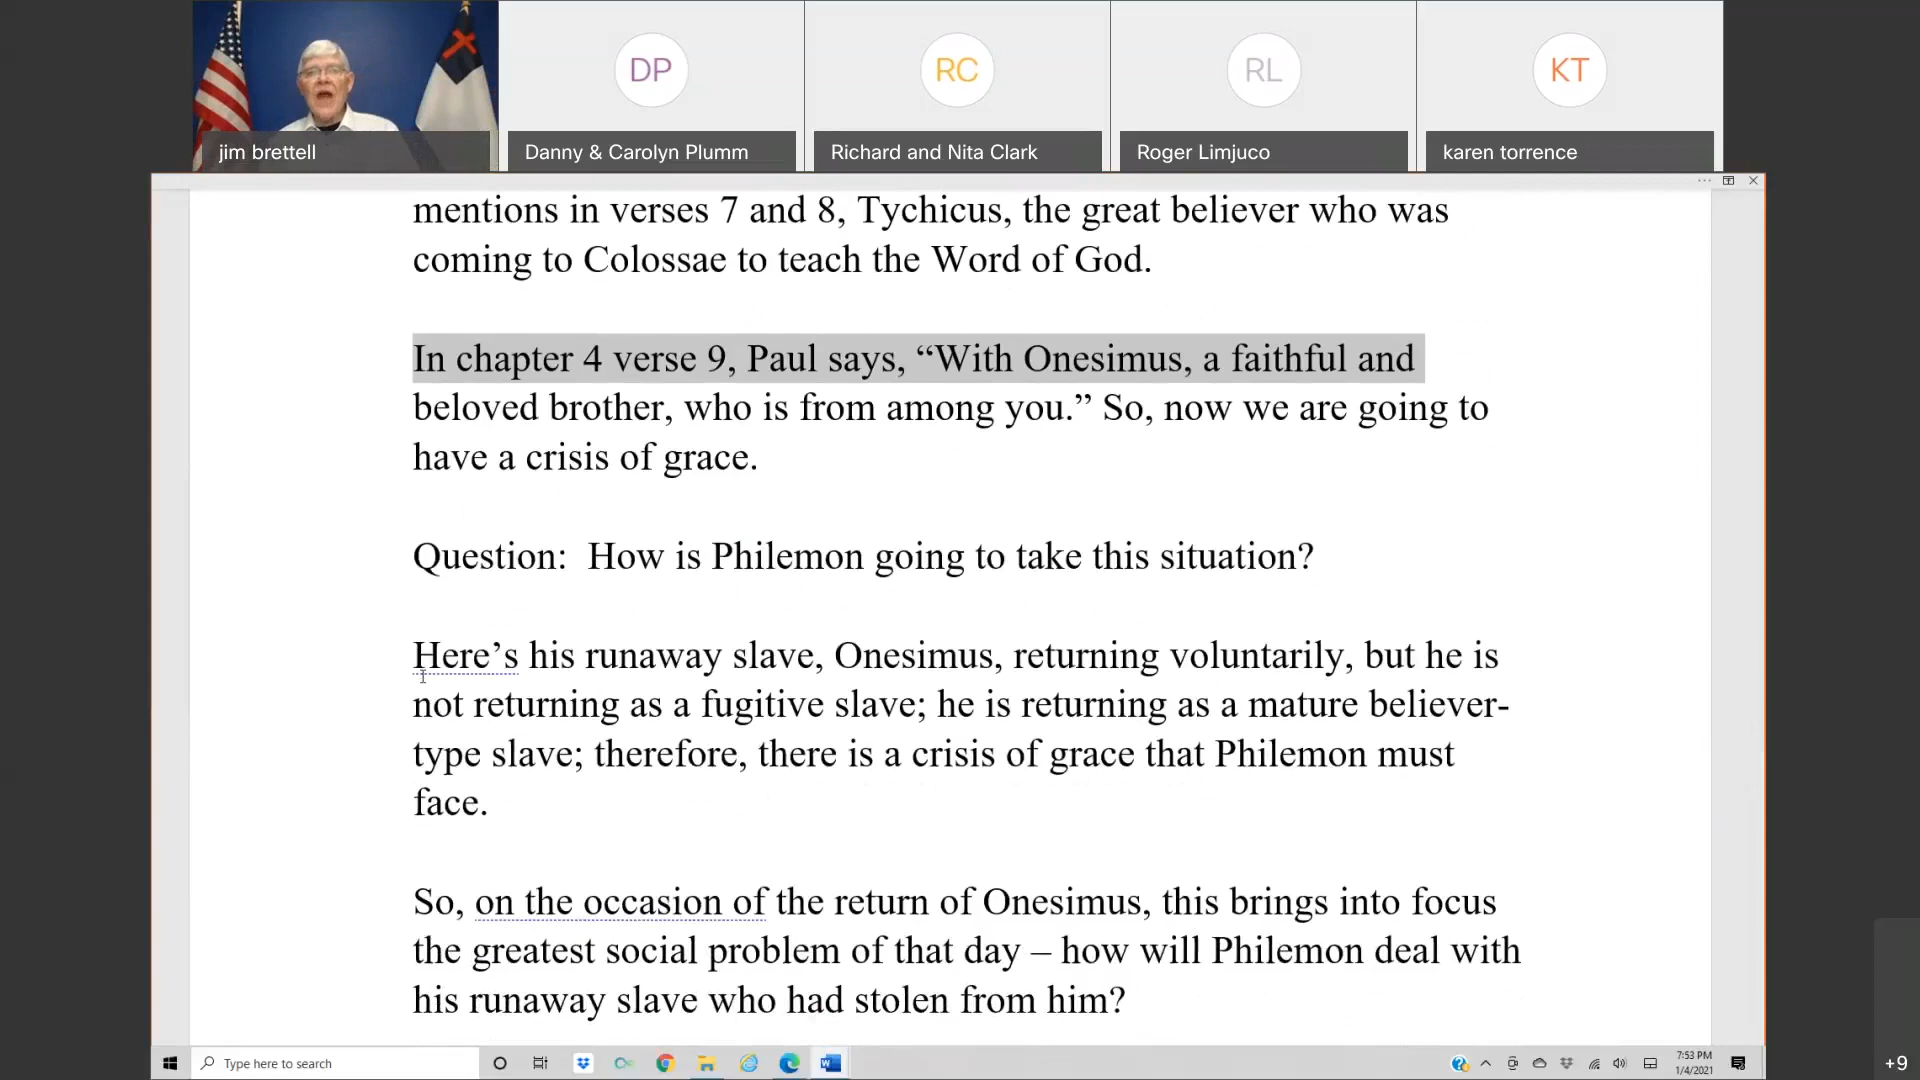 DP
RC
RL
KT
jim brettell
Danny & Carolyn Plumm
Richard and Nita Clark
Roger Limjuco
karen torrence
mentions in verses 7 and 8, Tychicus, the great believer who was
coming to Colossae to teach the Word of God.
In chapter 4 verse 9, Paul says, “With Onesimus, a faithful and
beloved brother, who is from among you.” So, now we are going to
have a crisis of grace.
Question:  How is Philemon going to take this situation?
Here’s his runaway slave, Onesimus, returning voluntarily, but he is
not returning as a fugitive slave; he is returning as a mature believer-
type slave; therefore, there is a crisis of grace that Philemon must
face.
So, on the occasion of the return of Onesimus, this brings into focus
the greatest social problem of that day – how will Philemon deal with
his runaway slave who had stolen from him?
Type here to search
7:53 PM
1/4/2021
+9